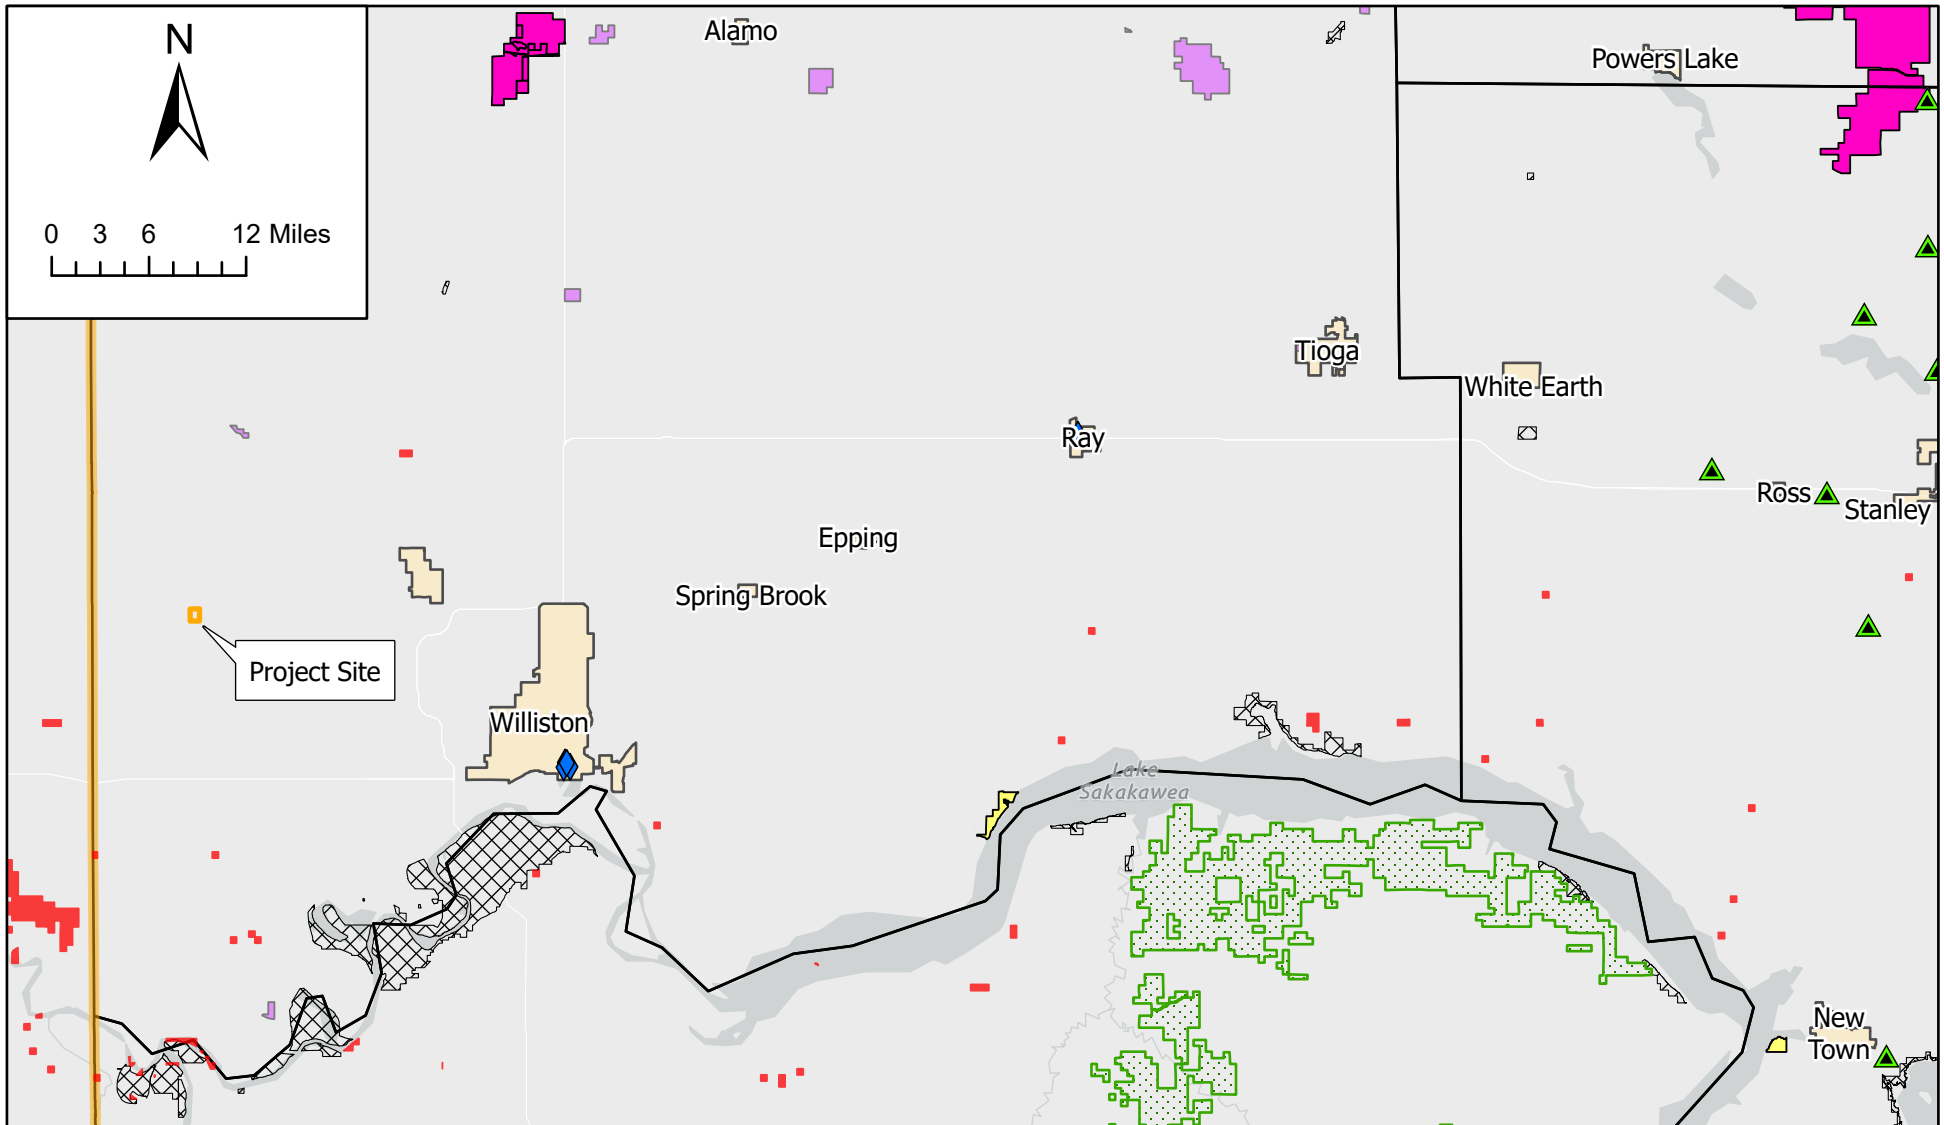 N
0 3 6 12 Miles
Alamo
Powers Lake
Tioga
White Earth
Ray
Ross
Stanley
Epping
Spring Brook
Project Site
Williston
Lake
Sakakawea
New
Town